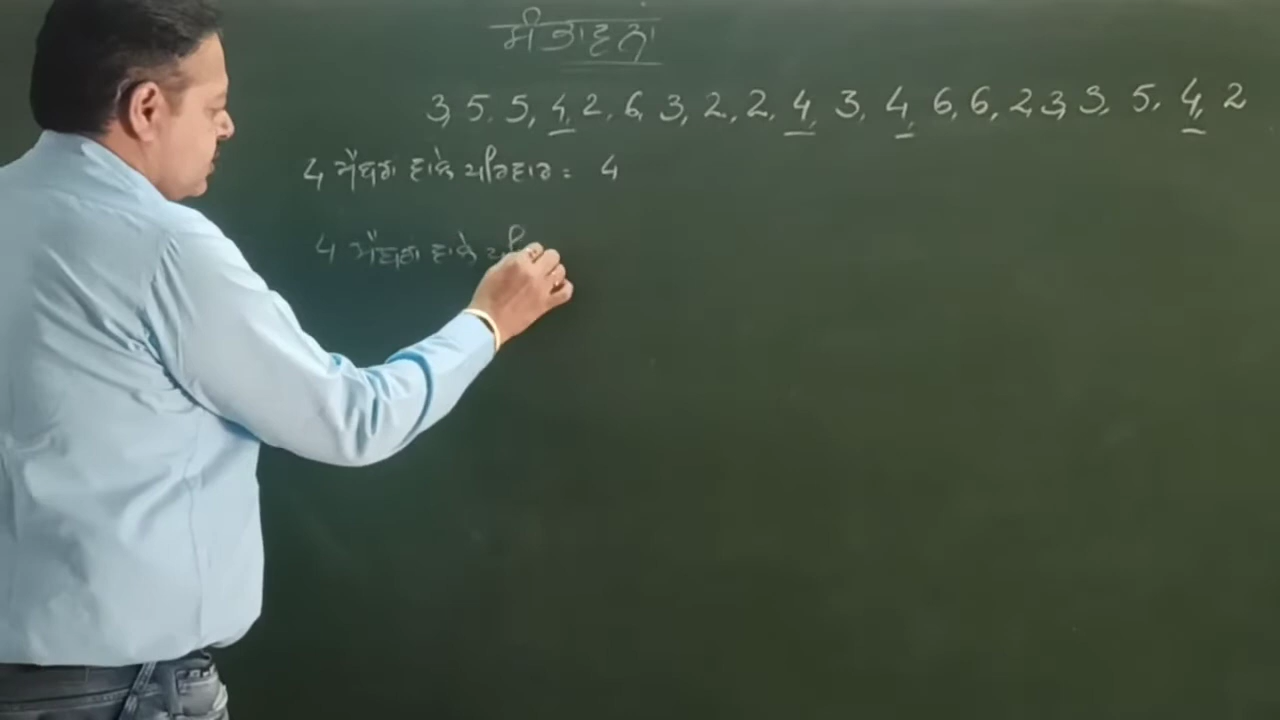 ਸੰਭਾਵਨਾ
3, 5, 5, 4, 2, 6, 3, 2, 2, 4, 3, 4, 6, 6, 2, 3, 3, 5, 4, 2
4 ਮੈਂਬਰਾਂ ਵਾਲੇ ਪਰਿਵਾਰ = 4
4 ਮੈਂਬਰਾਂ ਵਾਲੇ